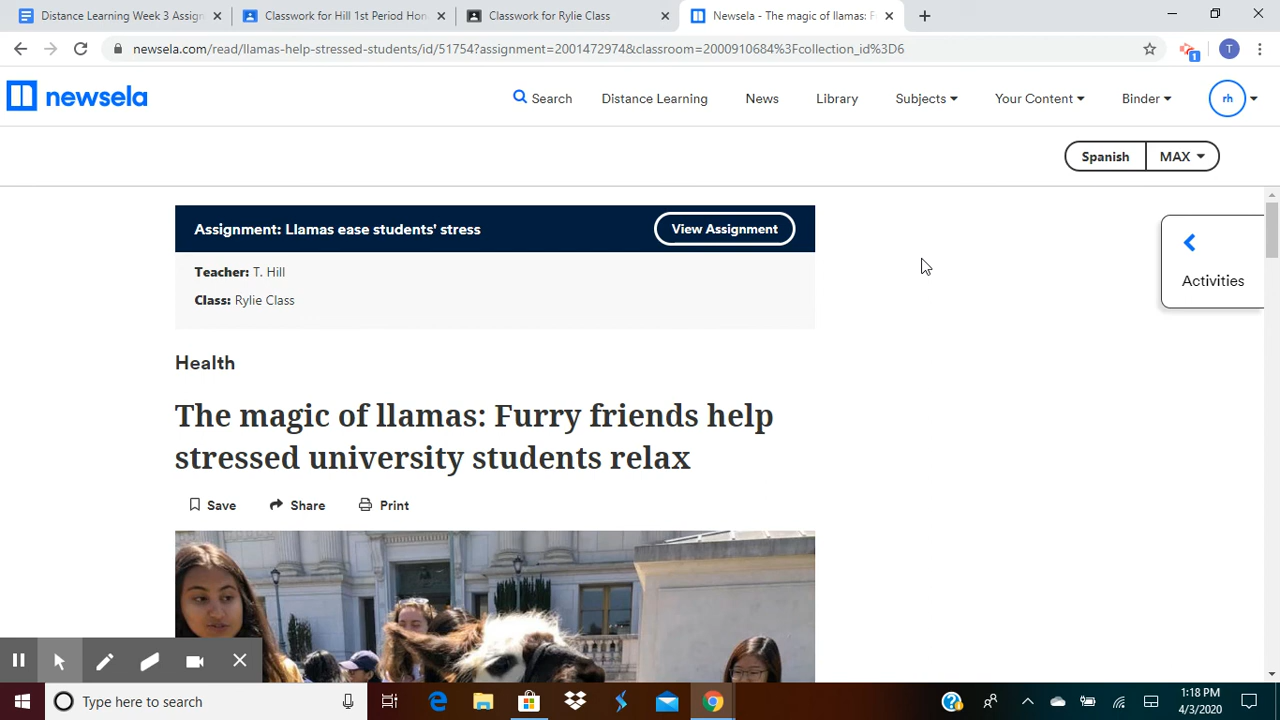 Distance Learning Week 3 Assign
Classwork for Hill 1st Period Hon
Classwork for Rylie Class
Newsela - The magic of llamas: F
newsela.com/read/llamas-help-stressed-students/id/51754?assignment=2001472974&classroom=2000910684%3Fcollection_id%3D6
1
T
newsela
Search
Distance Learning
News
Library
Subjects
Your Content
Binder
rh
Spanish
MAX
Assignment: Llamas ease students' stress
View Assignment
Teacher: T. Hill
Class: Rylie Class
Activities
Health
The magic of llamas: Furry friends help
stressed university students relax
Save
Share
Print
Type here to search
1:18 PM
4/3/2020